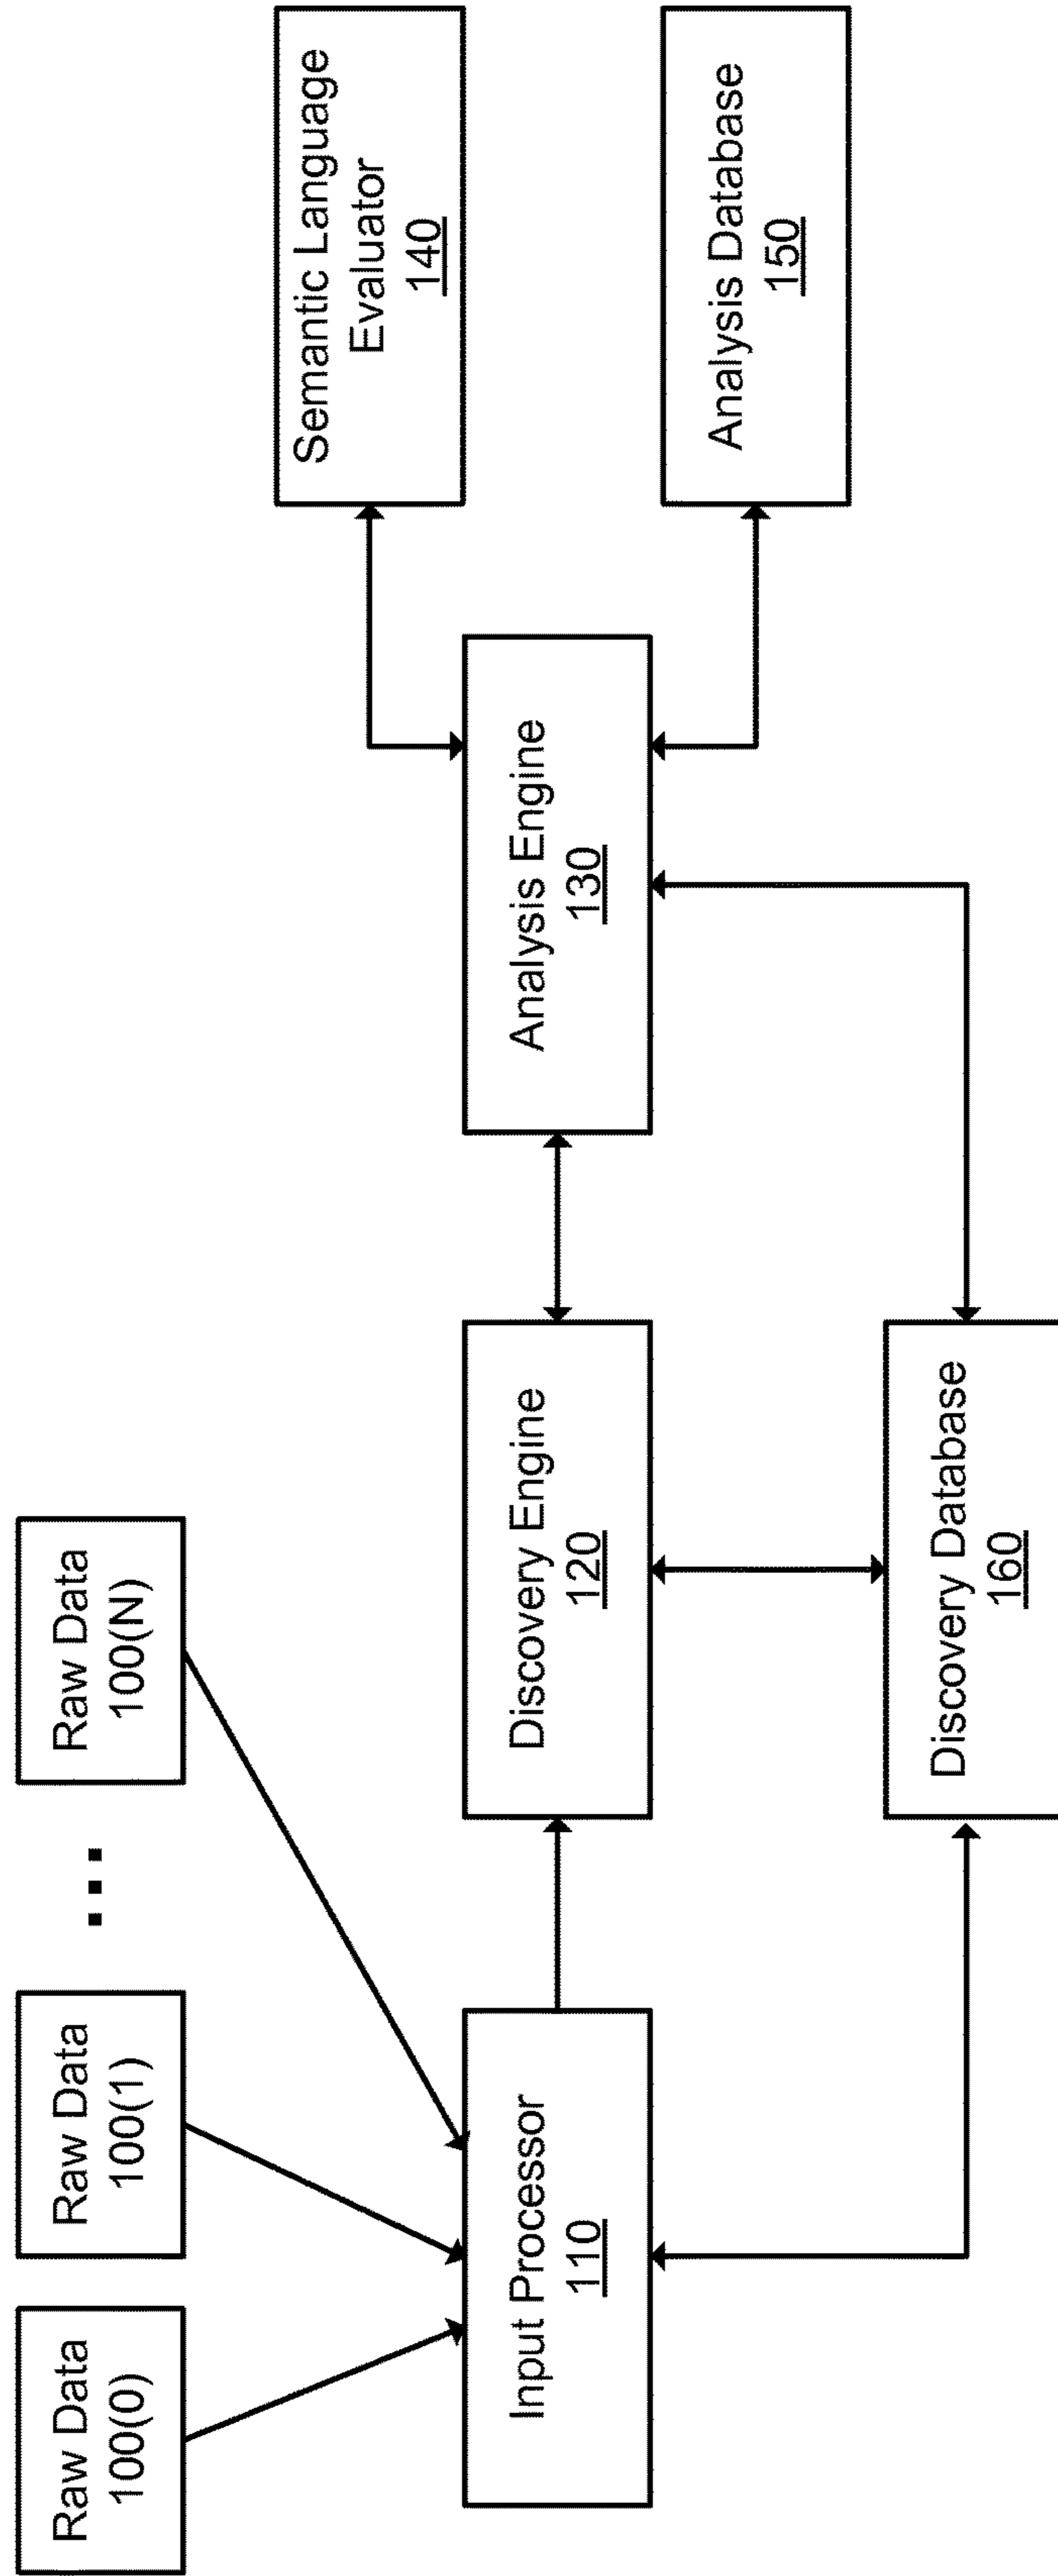 Raw Data
100(0)
Raw Data
100(1)
...
Raw Data
100(N)
Input Processor
110
Discovery Engine
120
Analysis Engine
130
Semantic Language
Evaluator
140
Analysis Database
150
Discovery Database
160